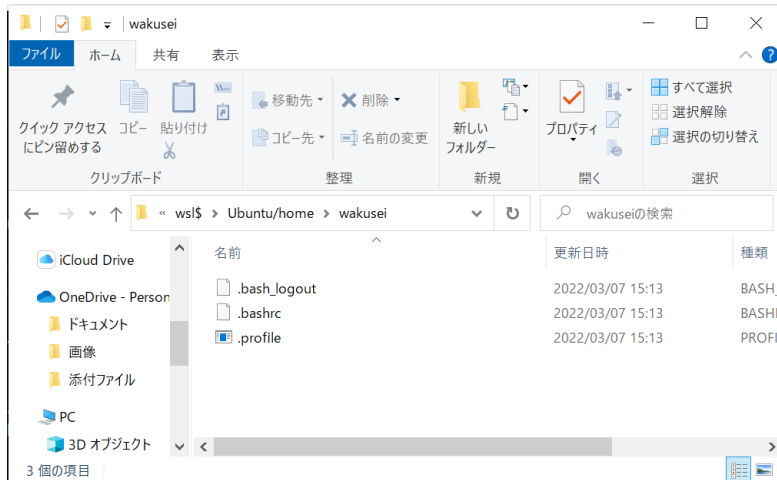 wakusei
ファイル ホーム 共有 表示
クイック アクセス
にピン留めする
コピー
貼り付け
移動先
コピー先
削除
名前の変更
新しい
フォルダー
プロパティ
すべて選択
選択解除
選択の切り替え
クリップボード 整理 新規 開く 選択
« wsl$ › Ubuntu/home › wakusei
wakuseiの検索
iCloud Drive
OneDrive - Person
ドキュメント
画像
添付ファイル
PC
3D オブジェクト
名前 更新日時 種類
.bash_logout 2022/03/07 15:13 BASH_
.bashrc 2022/03/07 15:13 BASH
.profile 2022/03/07 15:13 PROFI
3 個の項目